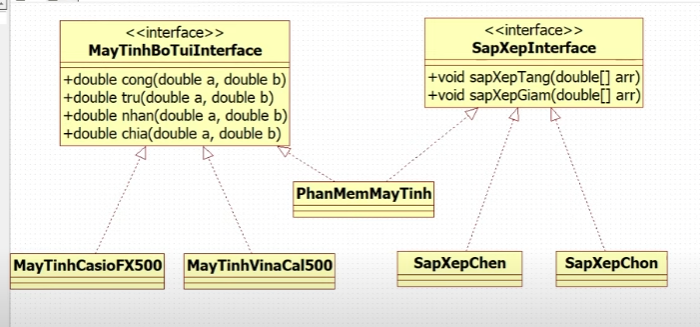 <<interface>>
MayTinhBoTuiInterface
+double cong(double a, double b)
+double tru(double a, double b)
+double nhan(double a, double b)
+double chia(double a, double b)
<<interface>>
SapXepInterface
+void sapXepTang(double[] arr)
+void sapXepGiam(double[] arr)
PhanMemMayTinh
MayTinhCasioFX500
MayTinhVinaCal500
SapXepChen
SapXepChon